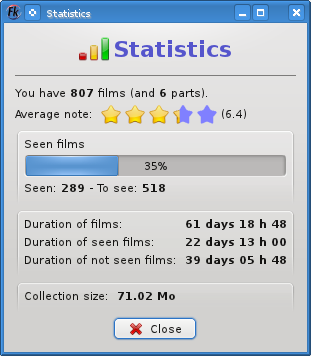 Fk Statistics
Statistics
You have 807 films (and 6 parts).
Average note: (6.4)
Seen films
35%
Seen: 289 - To see: 518
Duration of films: 61 days 18 h 48
Duration of seen films: 22 days 13 h 00
Duration of not seen films: 39 days 05 h 48
Collection size: 71.02 Mo
Close